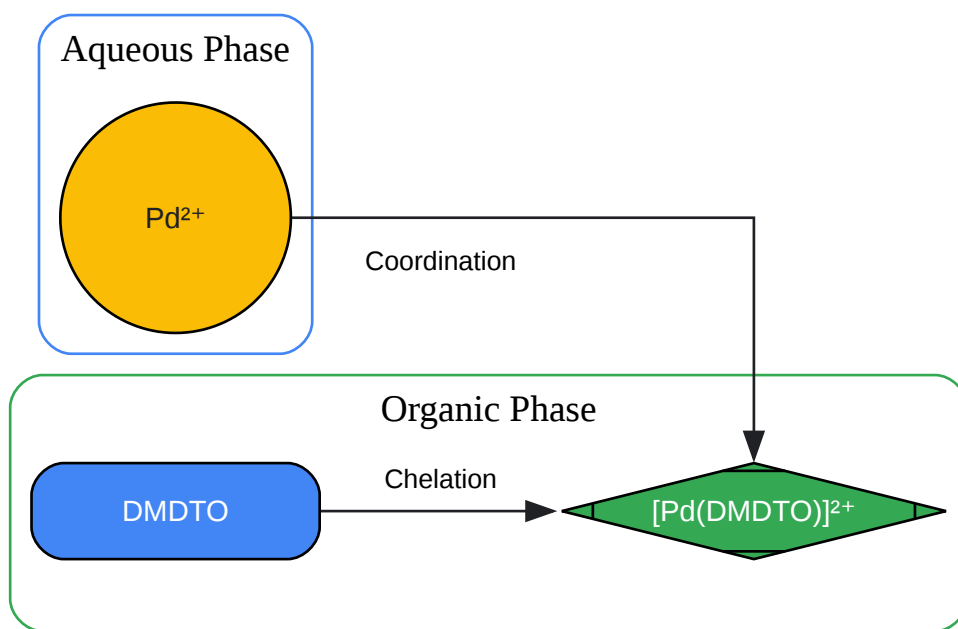 Aqueous Phase
Pd²⁺
Coordination
Organic Phase
Chelation
DMDTO
[Pd(DMDTO)]²⁺